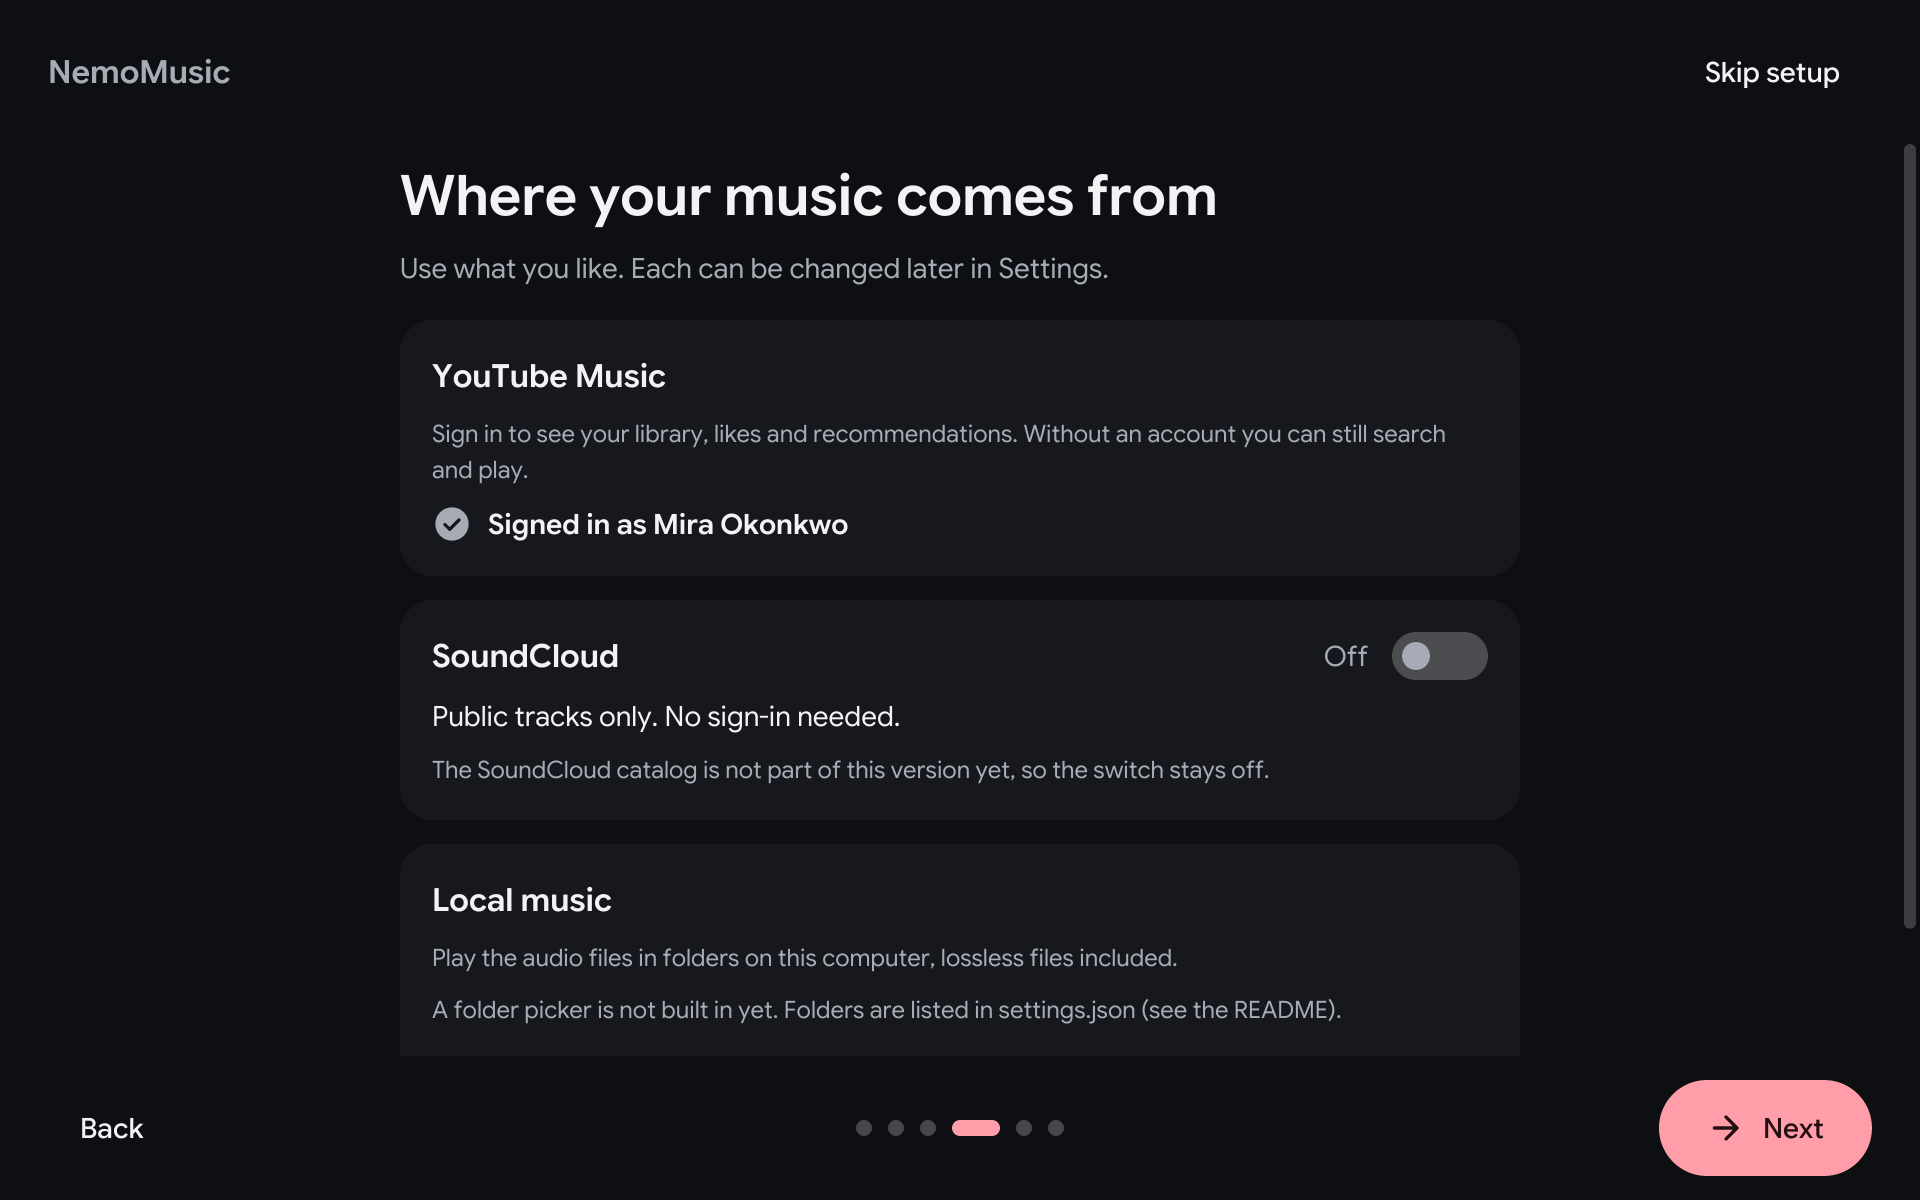 NemoMusic
Skip setup
Where your music comes from
Use what you like. Each can be changed later in Settings.
YouTube Music
Sign in to see your library, likes and recommendations. Without an account you can still search
and play.
Signed in as Mira Okonkwo
SoundCloud
Off
Public tracks only. No sign-in needed.
The SoundCloud catalog is not part of this version yet, so the switch stays off.
Local music
Play the audio files in folders on this computer, lossless files included.
A folder picker is not built in yet. Folders are listed in settings.json (see the README).
Back
Next